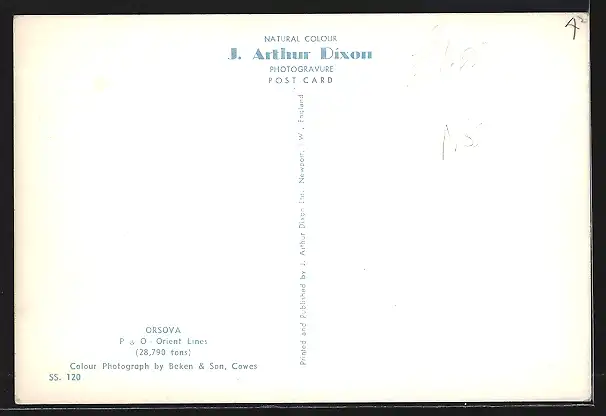 NATURAL COLOUR
J. Arthur Dixon
PHOTOGRAVURE
POST CARD
Printed and Published by J. Arthur Dixon Ltd. Newport, I.W., England
ORSOVA
P & O - Orient Lines
(28,790 tons)
Colour Photograph by Beken & Son, Cowes
SS. 120